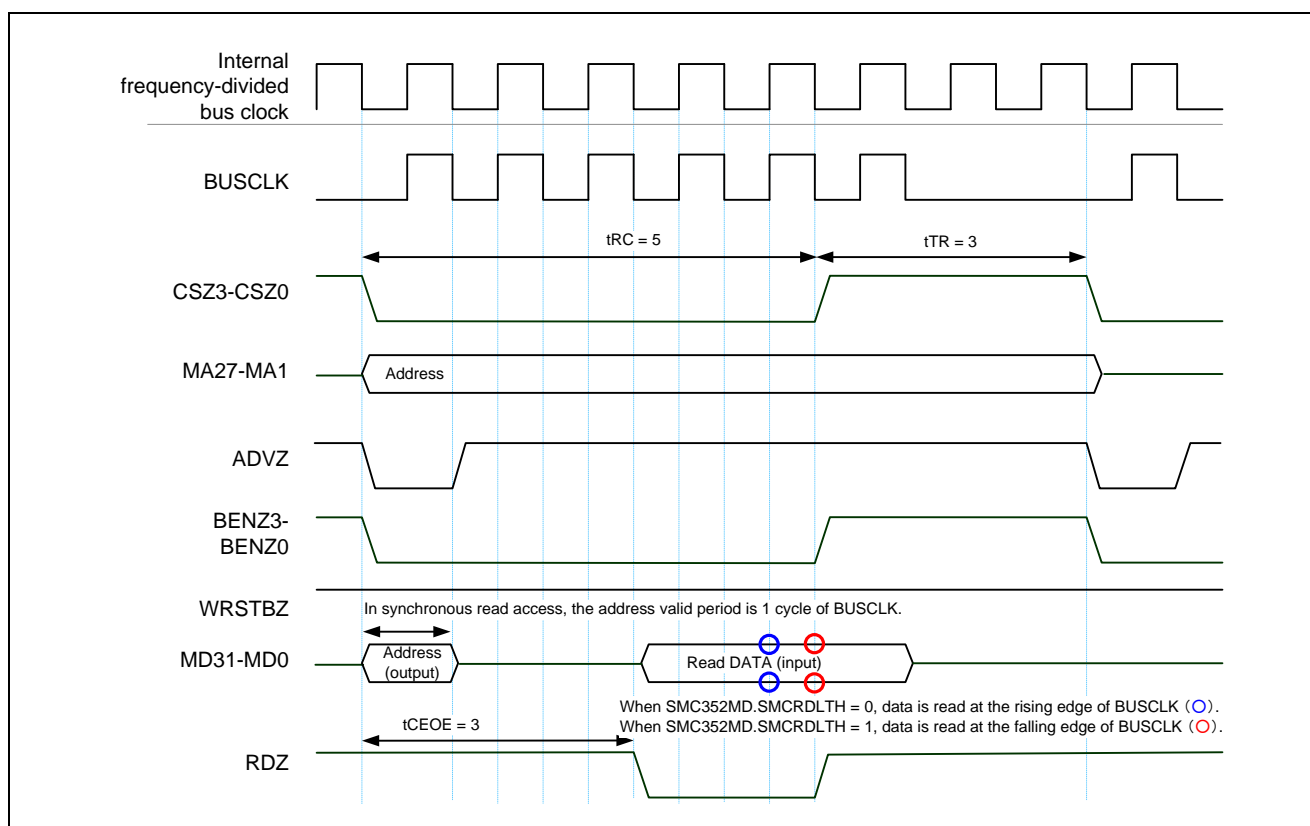 Internal
frequency-divided
bus clock
BUSCLK
tRC = 5
tTR = 3
CSZ3-CSZ0
MA27-MA1
Address
ADVZ
BENZ3-
BENZ0
WRSTBZ
In synchronous read access, the address valid period is 1 cycle of BUSCLK.
MD31-MD0
Address
(output)
Read DATA (input)
When SMC352MD.SMCRDLTH = 0, data is read at the rising edge of BUSCLK (○).
When SMC352MD.SMCRDLTH = 1, data is read at the falling edge of BUSCLK (○).
tCEOE = 3
RDZ